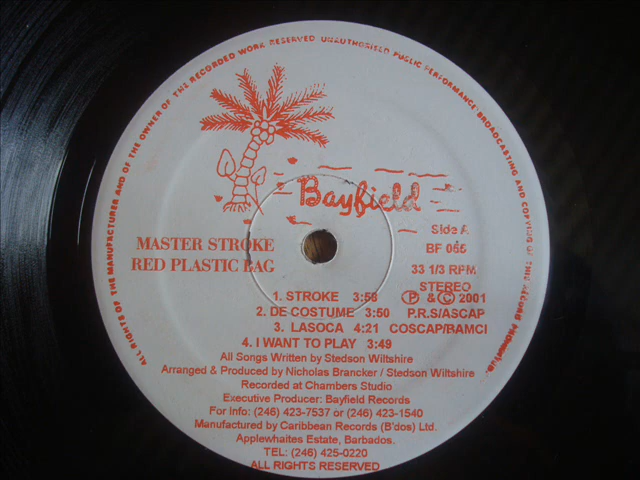 ALL RIGHTS OF THE MANUFACTURER AND OF THE OWNER OF THE RECORDED WORK RESERVED UNAUTHORISED PUBLIC PERFORMANCE BROADCASTING AND COPYING OF THIS RECORD PROHIBITED
Bayfield
Side A
BF 055
MASTER STROKE
RED PLASTIC BAG
33 1/3 RPM
STEREO
1. STROKE 3:58
Ⓟ & © 2001
2. DE COSTUME 3:50
P.R.S/ASCAP
3. LASOCA 4:21
COSCAP/BAMCI
4. I WANT TO PLAY 3:49
All Songs Written by Stedson Wiltshire
Arranged & Produced by Nicholas Brancker / Stedson Wiltshire
Recorded at Chambers Studio
Executive Producer: Bayfield Records
For Info: (246) 423-7537 or (246) 423-1540
Manufactured by Caribbean Records (B'dos) Ltd.
Applewhaites Estate, Barbados.
TEL: (246) 425-0220
ALL RIGHTS RESERVED